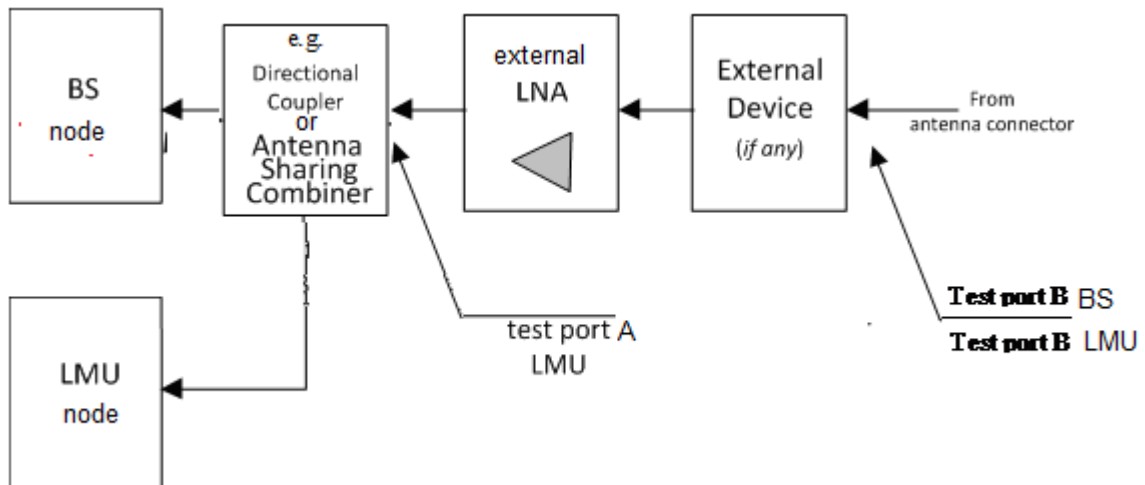 BS
node
e.g.
Directional
Coupler
or
Antenna
Sharing
Combiner
external
LNA
External
Device
(if any)
From
antenna connector
Test port B BS
Test port B LMU
test port A
LMU
LMU
node